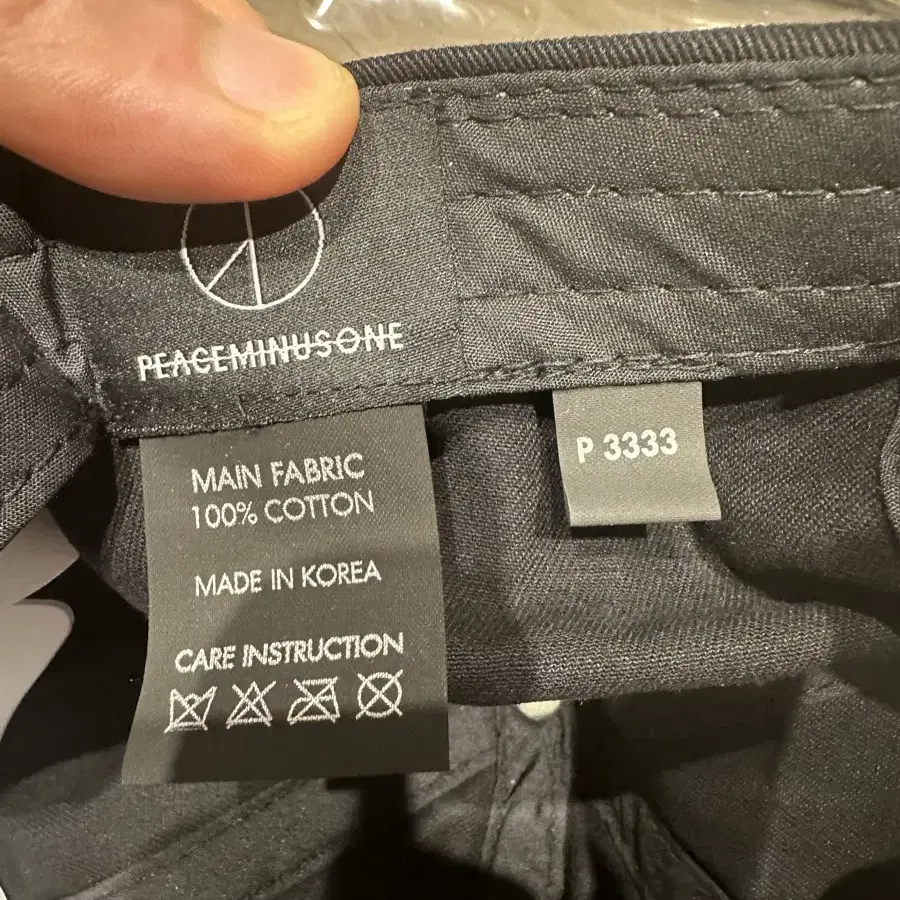 PEACEMINUSONE
MAIN FABRIC
100% COTTON
MADE IN KOREA
CARE INSTRUCTION
P 3333